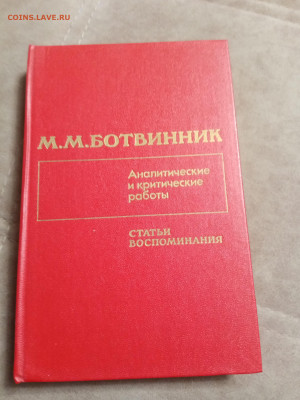 COINS.LAVE.RU
М.М.БОТВИННИК
Аналитические
и критические
работы
СТАТЬИ
ВОСПОМИНАНИЯ